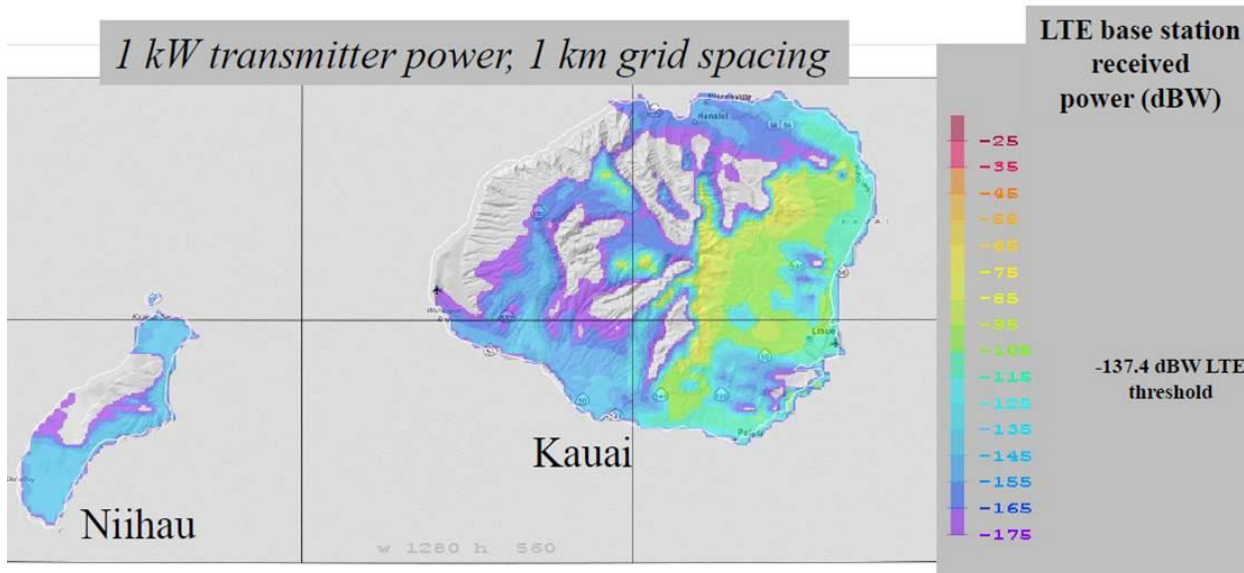 1 kW transmitter power, 1 km grid spacing
LTE base station
received
power (dBW)
-25
-35
-45
-55
-65
-75
-85
-95
-105
-115
-125
-135
-145
-155
-165
-175
-137.4 dBW LTE
threshold
Hanalei
Lihue
Kauai
Niihau
w 1280 h 560